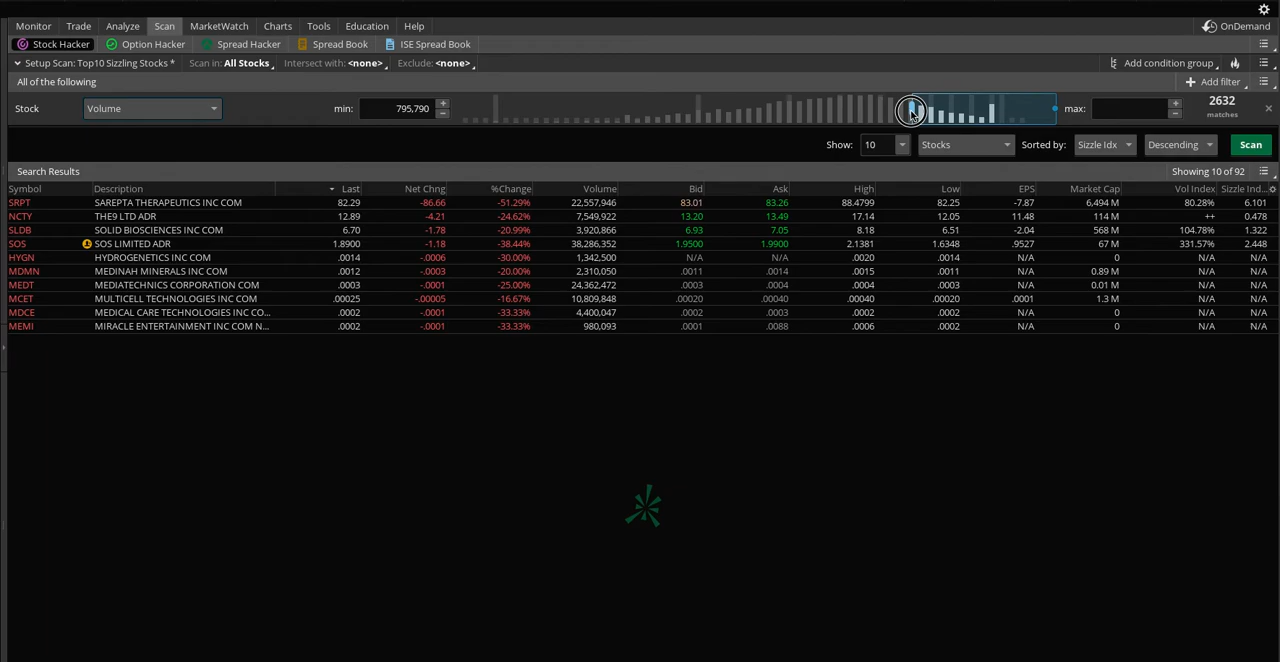 Monitor Trade Analyze Scan MarketWatch Charts Tools Education Help OnDemand
Stock Hacker Option Hacker Spread Hacker Spread Book ISE Spread Book
Setup Scan: Top10 Sizzling Stocks * Scan in: All Stocks Intersect with: <none> Exclude: <none> Add condition group
All of the following Add filter
Stock Volume min: 795,790 max: 2632 matches
Show: 10 Stocks Sorted by: Sizzle Idx Descending Scan
Search Results Showing 10 of 92
Symbol Description Last Net Chng %Change Volume Bid Ask High Low EPS Market Cap Vol Index Sizzle Ind...
SRPT SAREPTA THERAPEUTICS INC COM 82.29 -86.66 -51.29% 22,557,946 83.01 83.26 88.4799 82.25 -7.87 6,494 M 80.28% 6.101
NCTY THE9 LTD ADR 12.89 -4.21 -24.62% 7,549,922 13.20 13.49 17.14 12.05 11.48 114 M ++ 0.478
SLDB SOLID BIOSCIENCES INC COM 6.70 -1.78 -20.99% 3,920,866 6.93 7.05 8.18 6.51 -2.04 568 M 104.78% 1.322
SOS SOS LIMITED ADR 1.8900 -1.18 -38.44% 38,286,352 1.9500 1.9900 2.1381 1.6348 .9527 67 M 331.57% 2.448
HYGN HYDROGENETICS INC COM .0014 -.0006 -30.00% 1,342,500 N/A N/A .0020 .0014 N/A 0 N/A N/A
MDMN MEDINAH MINERALS INC COM .0012 -.0003 -20.00% 2,310,050 .0011 .0014 .0015 .0011 N/A 0.89 M N/A N/A
MEDT MEDIATECHNICS CORPORATION COM .0003 -.0001 -25.00% 24,362,472 .0003 .0004 .0004 .0003 N/A 0.01 M N/A N/A
MCET MULTICELL TECHNOLOGIES INC COM .00025 -.00005 -16.67% 10,809,848 .00020 .00040 .00040 .00020 .0001 1.3 M N/A N/A
MDCE MEDICAL CARE TECHNOLOGIES INC CO... .0002 -.0001 -33.33% 4,400,047 .0002 .0003 .0002 .0002 N/A 0 N/A N/A
MEMI MIRACLE ENTERTAINMENT INC COM N... .0002 -.0001 -33.33% 980,093 .0001 .0088 .0006 .0002 N/A 0 N/A N/A